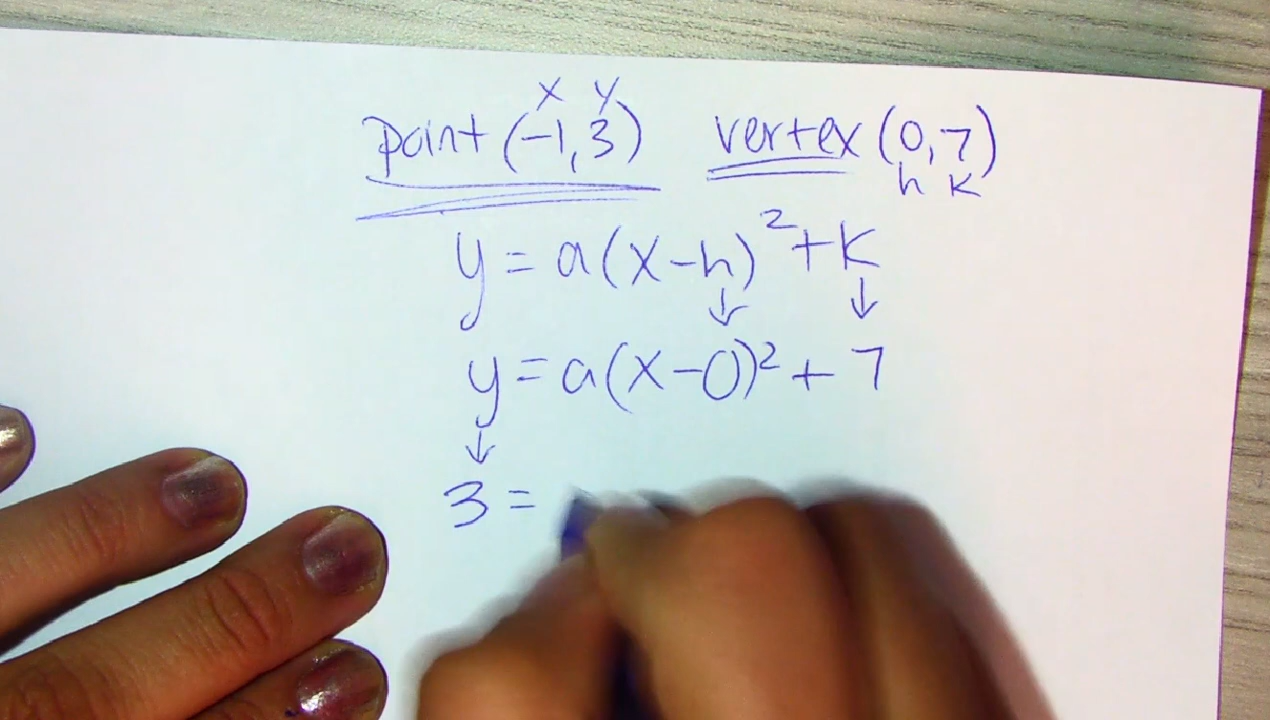 x y
point (-1, 3) vertex (0, 7)
h k
y = a(x-h)² + k
↓ ↓
y = a(x-0)² + 7
↓
3 =